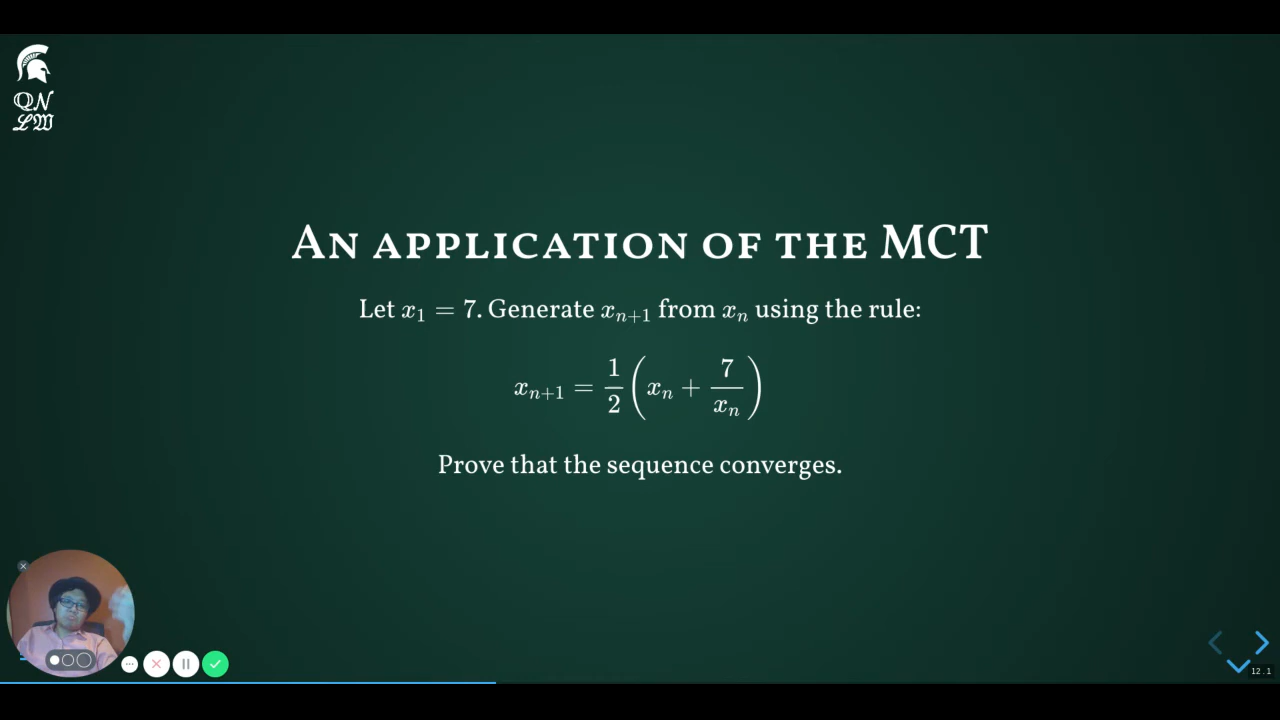 QN
LW
An application of the MCT
Let x₁ = 7. Generate xₙ₊₁ from xₙ using the rule:
xₙ₊₁ = 1/2 (xₙ + 7/xₙ)
Prove that the sequence converges.
12.1